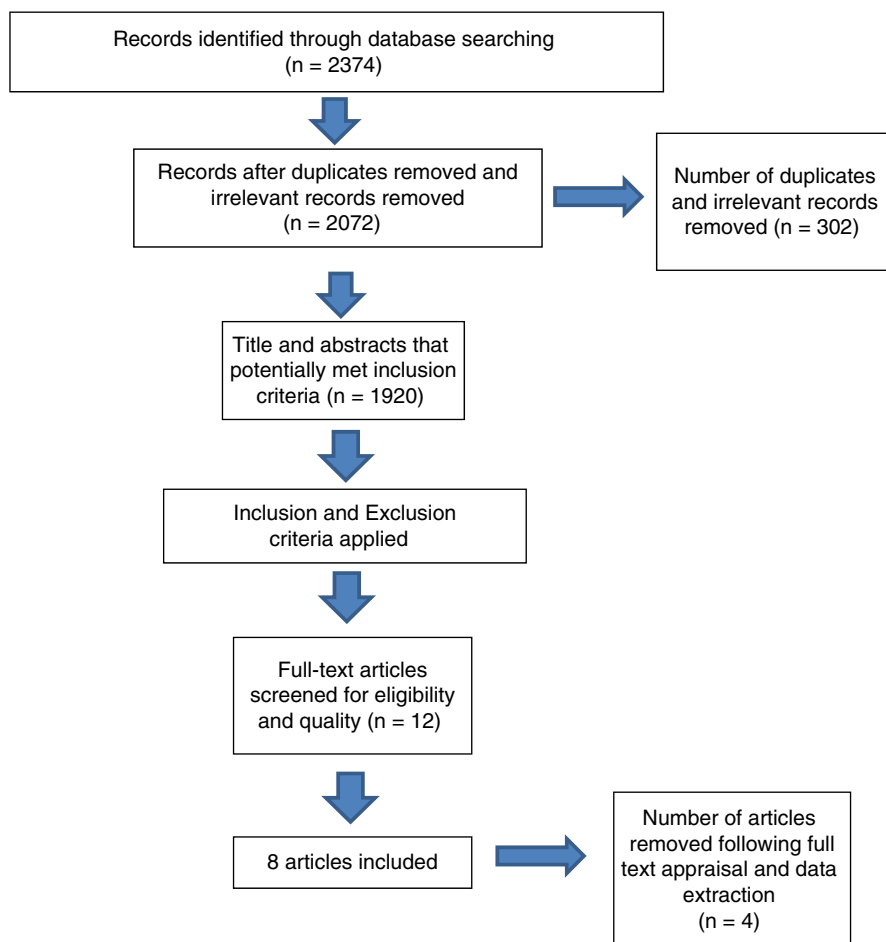 Records identified through database searching
(n = 2374)
Records after duplicates removed and
irrelevant records removed
(n = 2072)
Number of duplicates
and irrelevant records
removed (n = 302)
Title and abstracts that
potentially met inclusion
criteria (n = 1920)
Inclusion and Exclusion
criteria applied
Full-text articles
screened for eligibility
and quality (n = 12)
8 articles included
Number of articles
removed following full
text appraisal and data
extraction
(n = 4)